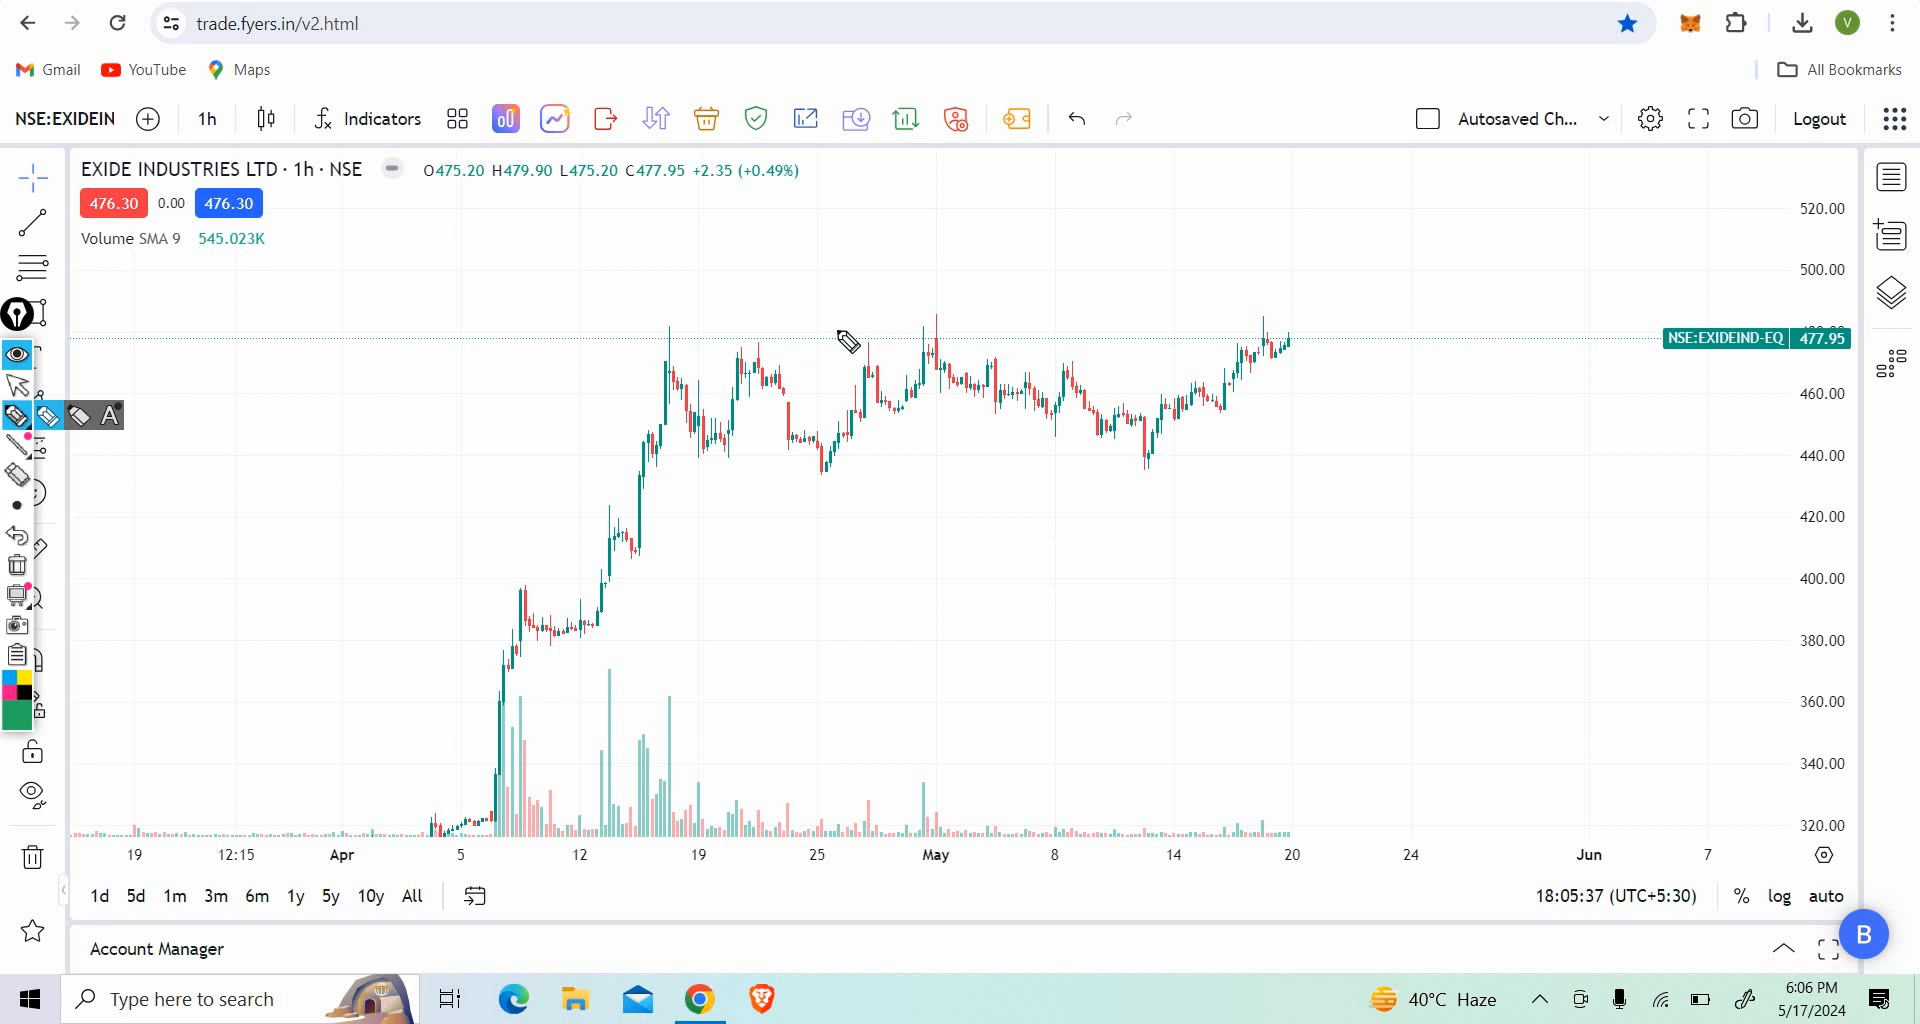 trade.fyers.in/v2.html
V
Gmail YouTube Maps All Bookmarks
NSE:EXIDEIN 1h Indicators Autosaved Ch... Logout
EXIDE INDUSTRIES LTD · 1h · NSE O475.20 H479.90 L475.20 C477.95 +2.35 (+0.49%)
476.30 0.00 476.30
Volume SMA 9 545.023K
520.00
500.00
NSE:EXIDEIND-EQ 477.95
460.00
A
440.00
420.00
400.00
380.00
360.00
340.00
320.00
19 12:15 Apr 5 12 19 25 May 8 14 20 24 Jun 7
1d 5d 1m 3m 6m 1y 5y 10y All 18:05:37 (UTC+5:30) % log auto
Account Manager
B
Type here to search 40°C Haze 6:06 PM
5/17/2024